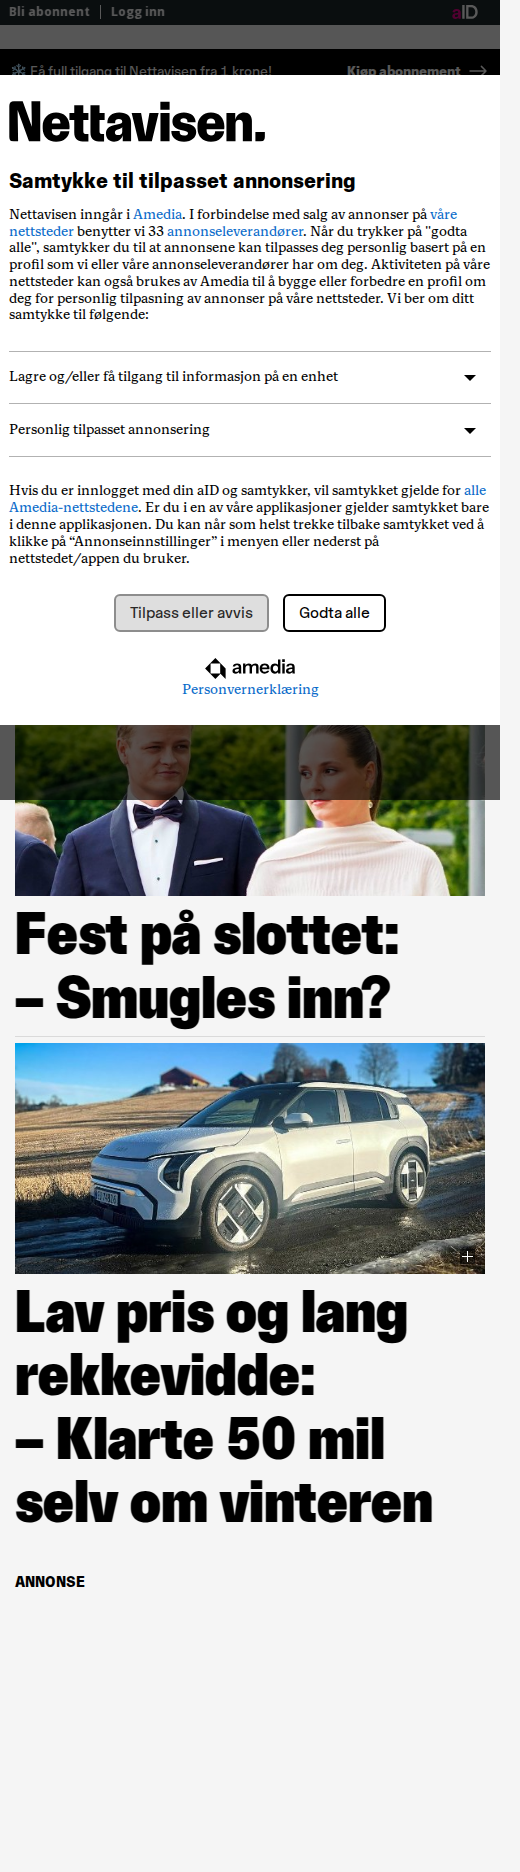 Bli abonnent | Logg inn aID
Få full tilgang til Nettavisen fra 1 krone! Kjøp abonnement →
Nettavisen.
Samtykke til tilpasset annonsering
Nettavisen inngår i Amedia. I forbindelse med salg av annonser på våre
nettsteder benytter vi 33 annonseleverandører. Når du trykker på "godta
alle", samtykker du til at annonsene kan tilpasses deg personlig basert på en
profil som vi eller våre annonseleverandører har om deg. Aktiviteten på våre
nettsteder kan også brukes av Amedia til å bygge eller forbedre en profil om
deg for personlig tilpasning av annonser på våre nettsteder. Vi ber om ditt
samtykke til følgende:
Lagre og/eller få tilgang til informasjon på en enhet
Personlig tilpasset annonsering
Hvis du er innlogget med din aID og samtykker, vil samtykket gjelde for alle
Amedia-nettstedene. Er du i en av våre applikasjoner gjelder samtykket bare
i denne applikasjonen. Du kan når som helst trekke tilbake samtykket ved å
klikke på “Annonseinnstillinger” i menyen eller nederst på
nettstedet/appen du bruker.
Tilpass eller avvis Godta alle
amedia
Personvernerklæring
Fest på slottet:
– Smugles inn?
Lav pris og lang
rekkevidde:
– Klarte 50 mil
selv om vinteren
ANNONSE